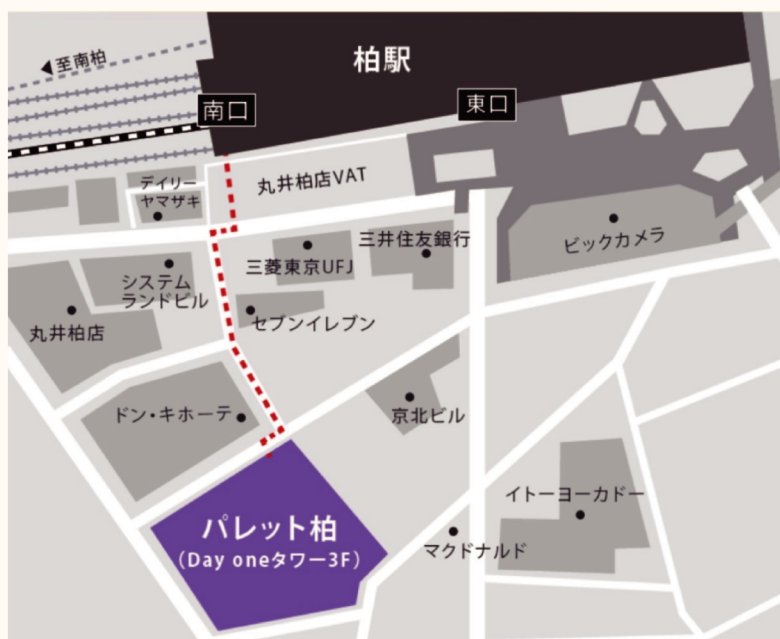 柏駅
◀至南柏
南口
東口
デイリー
ヤマザキ
丸井柏店VAT
三井住友銀行
ビックカメラ
三菱東京UFJ
システム
ランドビル
丸井柏店
セブンイレブン
ドン・キホーテ
京北ビル
イトーヨーカドー
パレット柏
(Day oneタワー3F)
マクドナルド